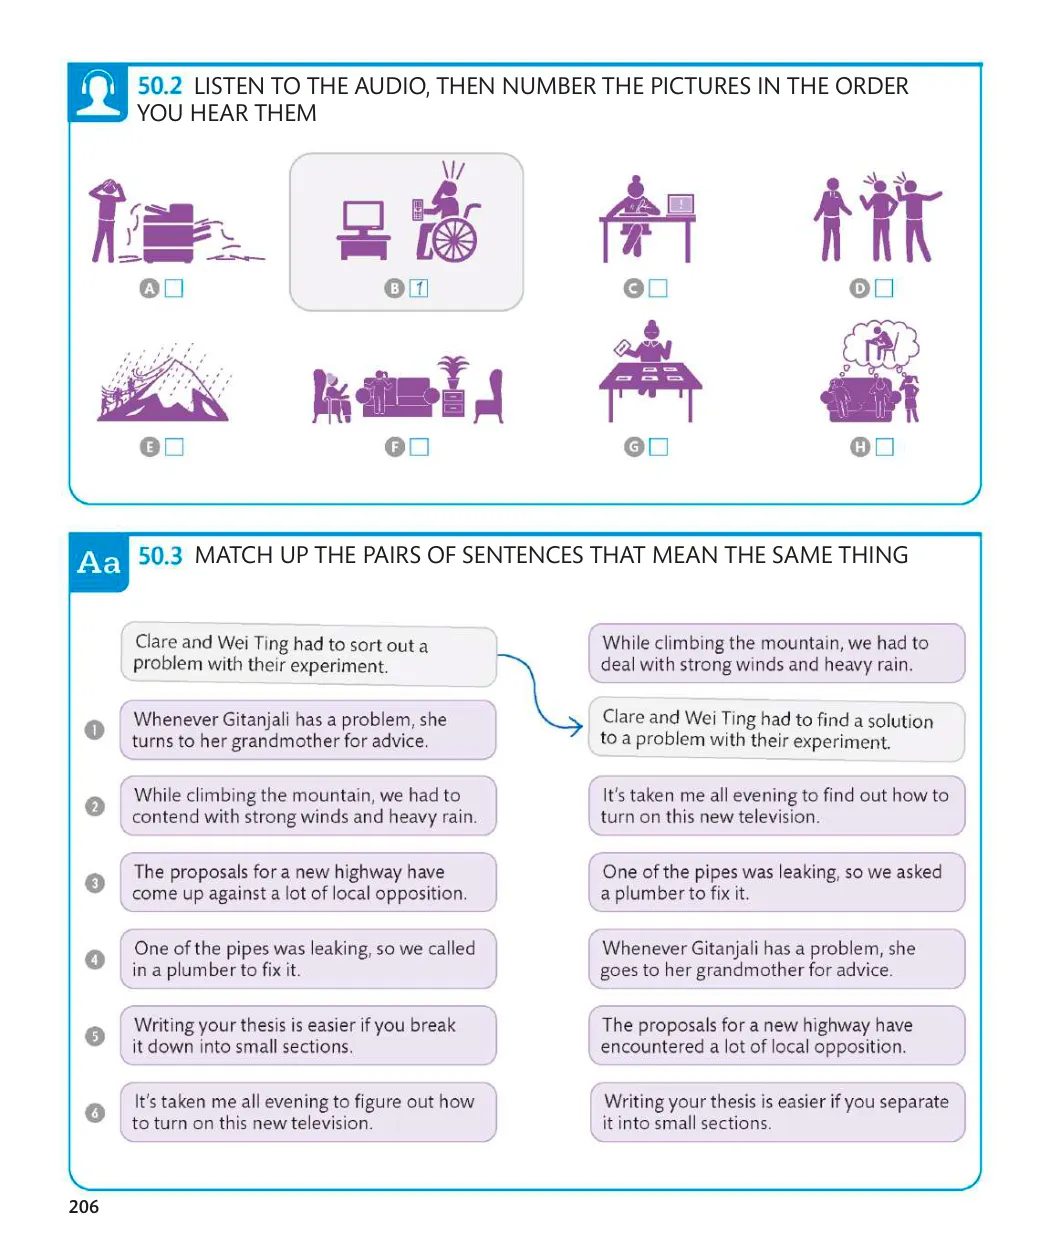 50.2 LISTEN TO THE AUDIO, THEN NUMBER THE PICTURES IN THE ORDER
YOU HEAR THEM
A
B 1
C
D
E
F
G
H
Aa
50.3 MATCH UP THE PAIRS OF SENTENCES THAT MEAN THE SAME THING
Clare and Wei Ting had to sort out a
problem with their experiment.
While climbing the mountain, we had to
deal with strong winds and heavy rain.
1
Whenever Gitanjali has a problem, she
turns to her grandmother for advice.
Clare and Wei Ting had to find a solution
to a problem with their experiment.
2
While climbing the mountain, we had to
contend with strong winds and heavy rain.
It's taken me all evening to find out how to
turn on this new television.
3
The proposals for a new highway have
come up against a lot of local opposition.
One of the pipes was leaking, so we asked
a plumber to fix it.
4
One of the pipes was leaking, so we called
in a plumber to fix it.
Whenever Gitanjali has a problem, she
goes to her grandmother for advice.
5
Writing your thesis is easier if you break
it down into small sections.
The proposals for a new highway have
encountered a lot of local opposition.
6
It's taken me all evening to figure out how
to turn on this new television.
Writing your thesis is easier if you separate
it into small sections.
206